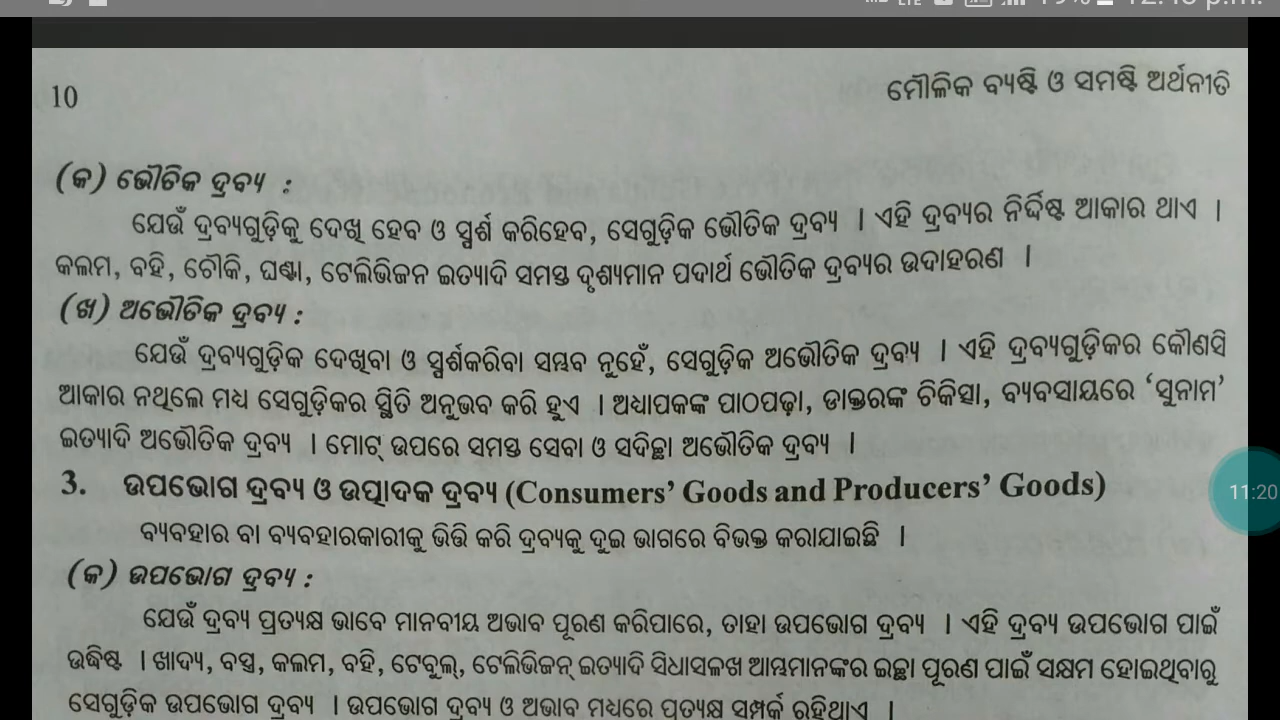 LTE 12:48 p.m.
10 ମୌଳିକ ବ୍ୟଷ୍ଟି ଓ ସମଷ୍ଟି ଅର୍ଥନୀତି
(କ) ଭୌତିକ ଦ୍ରବ୍ୟ :
ଯେଉଁ ଦ୍ରବ୍ୟଗୁଡ଼ିକୁ ଦେଖି ହେବ ଓ ସ୍ପର୍ଶ କରିହେବ, ସେଗୁଡ଼ିକ ଭୌତିକ ଦ୍ରବ୍ୟ । ଏହି ଦ୍ରବ୍ୟର ନିର୍ଦ୍ଦିଷ୍ଟ ଆକାର ଥାଏ ।
କଲମ, ବହି, ଚୌକି, ଘଣ୍ଟା, ଟେଲିଭିଜନ ଇତ୍ୟାଦି ସମସ୍ତ ଦୃଶ୍ୟମାନ ପଦାର୍ଥ ଭୌତିକ ଦ୍ରବ୍ୟର ଉଦାହରଣ ।
(ଖ) ଅଭୌତିକ ଦ୍ରବ୍ୟ :
ଯେଉଁ ଦ୍ରବ୍ୟଗୁଡ଼ିକ ଦେଖିବା ଓ ସ୍ପର୍ଶକରିବା ସମ୍ଭବ ନୁହେଁ, ସେଗୁଡ଼ିକ ଅଭୌତିକ ଦ୍ରବ୍ୟ । ଏହି ଦ୍ରବ୍ୟଗୁଡ଼ିକର କୌଣସି
ଆକାର ନଥିଲେ ମଧ୍ୟ ସେଗୁଡ଼ିକର ସ୍ଥିତି ଅନୁଭବ କରି ହୁଏ । ଅଧ୍ୟାପକଙ୍କ ପାଠପଢ଼ା, ଡାକ୍ତରଙ୍କ ଚିକିତ୍ସା, ବ୍ୟବସାୟରେ ‘ସୁନାମ’
ଇତ୍ୟାଦି ଅଭୌତିକ ଦ୍ରବ୍ୟ । ମୋଟ୍ ଉପରେ ସମସ୍ତ ସେବା ଓ ସଦିଚ୍ଛା ଅଭୌତିକ ଦ୍ରବ୍ୟ ।
3. ଉପଭୋଗ ଦ୍ରବ୍ୟ ଓ ଉତ୍ପାଦକ ଦ୍ରବ୍ୟ (Consumers’ Goods and Producers’ Goods)
11:20
ବ୍ୟବହାର ବା ବ୍ୟବହାରକାରୀକୁ ଭିତ୍ତି କରି ଦ୍ରବ୍ୟକୁ ଦୁଇ ଭାଗରେ ବିଭକ୍ତ କରାଯାଇଛି ।
(କ) ଉପଭୋଗ ଦ୍ରବ୍ୟ :
ଯେଉଁ ଦ୍ରବ୍ୟ ପ୍ରତ୍ୟକ୍ଷ ଭାବେ ମାନବୀୟ ଅଭାବ ପୂରଣ କରିପାରେ, ତାହା ଉପଭୋଗ ଦ୍ରବ୍ୟ । ଏହି ଦ୍ରବ୍ୟ ଉପଭୋଗ ପାଇଁ
ଉଦ୍ଧିଷ୍ଟ । ଖାଦ୍ୟ, ବସ୍ତ୍ର, କଲମ, ବହି, ଟେବୁଲ୍, ଟେଲିଭିଜନ୍ ଇତ୍ୟାଦି ସିଧାସଳଖ ଆମ୍ଭମାନଙ୍କର ଇଚ୍ଛା ପୂରଣ ପାଇଁ ସକ୍ଷମ ହୋଇଥିବାରୁ
ସେଗୁଡ଼ିକ ଉପଭୋଗ ଦ୍ରବ୍ୟ । ଉପଭୋଗ ଦ୍ରବ୍ୟ ଓ ଅଭାବ ମଧ୍ୟରେ ପ୍ରତ୍ୟକ୍ଷ ସମ୍ପର୍କ ରହିଥାଏ ।